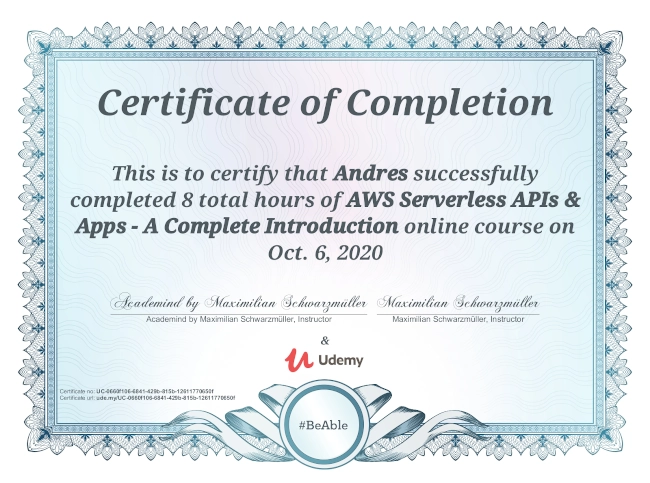 Certificate of Completion
This is to certify that Andres successfully
completed 8 total hours of AWS Serverless APIs &
Apps - A Complete Introduction online course on
Oct. 6, 2020
Academind by Maximilian Schwarzmüller Maximilian Schwarzmüller
Academind by Maximilian Schwarzmüller, Instructor Maximilian Schwarzmüller, Instructor
&
Udemy
Certificate no: UC-0660f106-6841-429b-815b-12611770650f
Certificate url: ude.my/UC-0660f106-6841-429b-815b-12611770650f
#BeAble